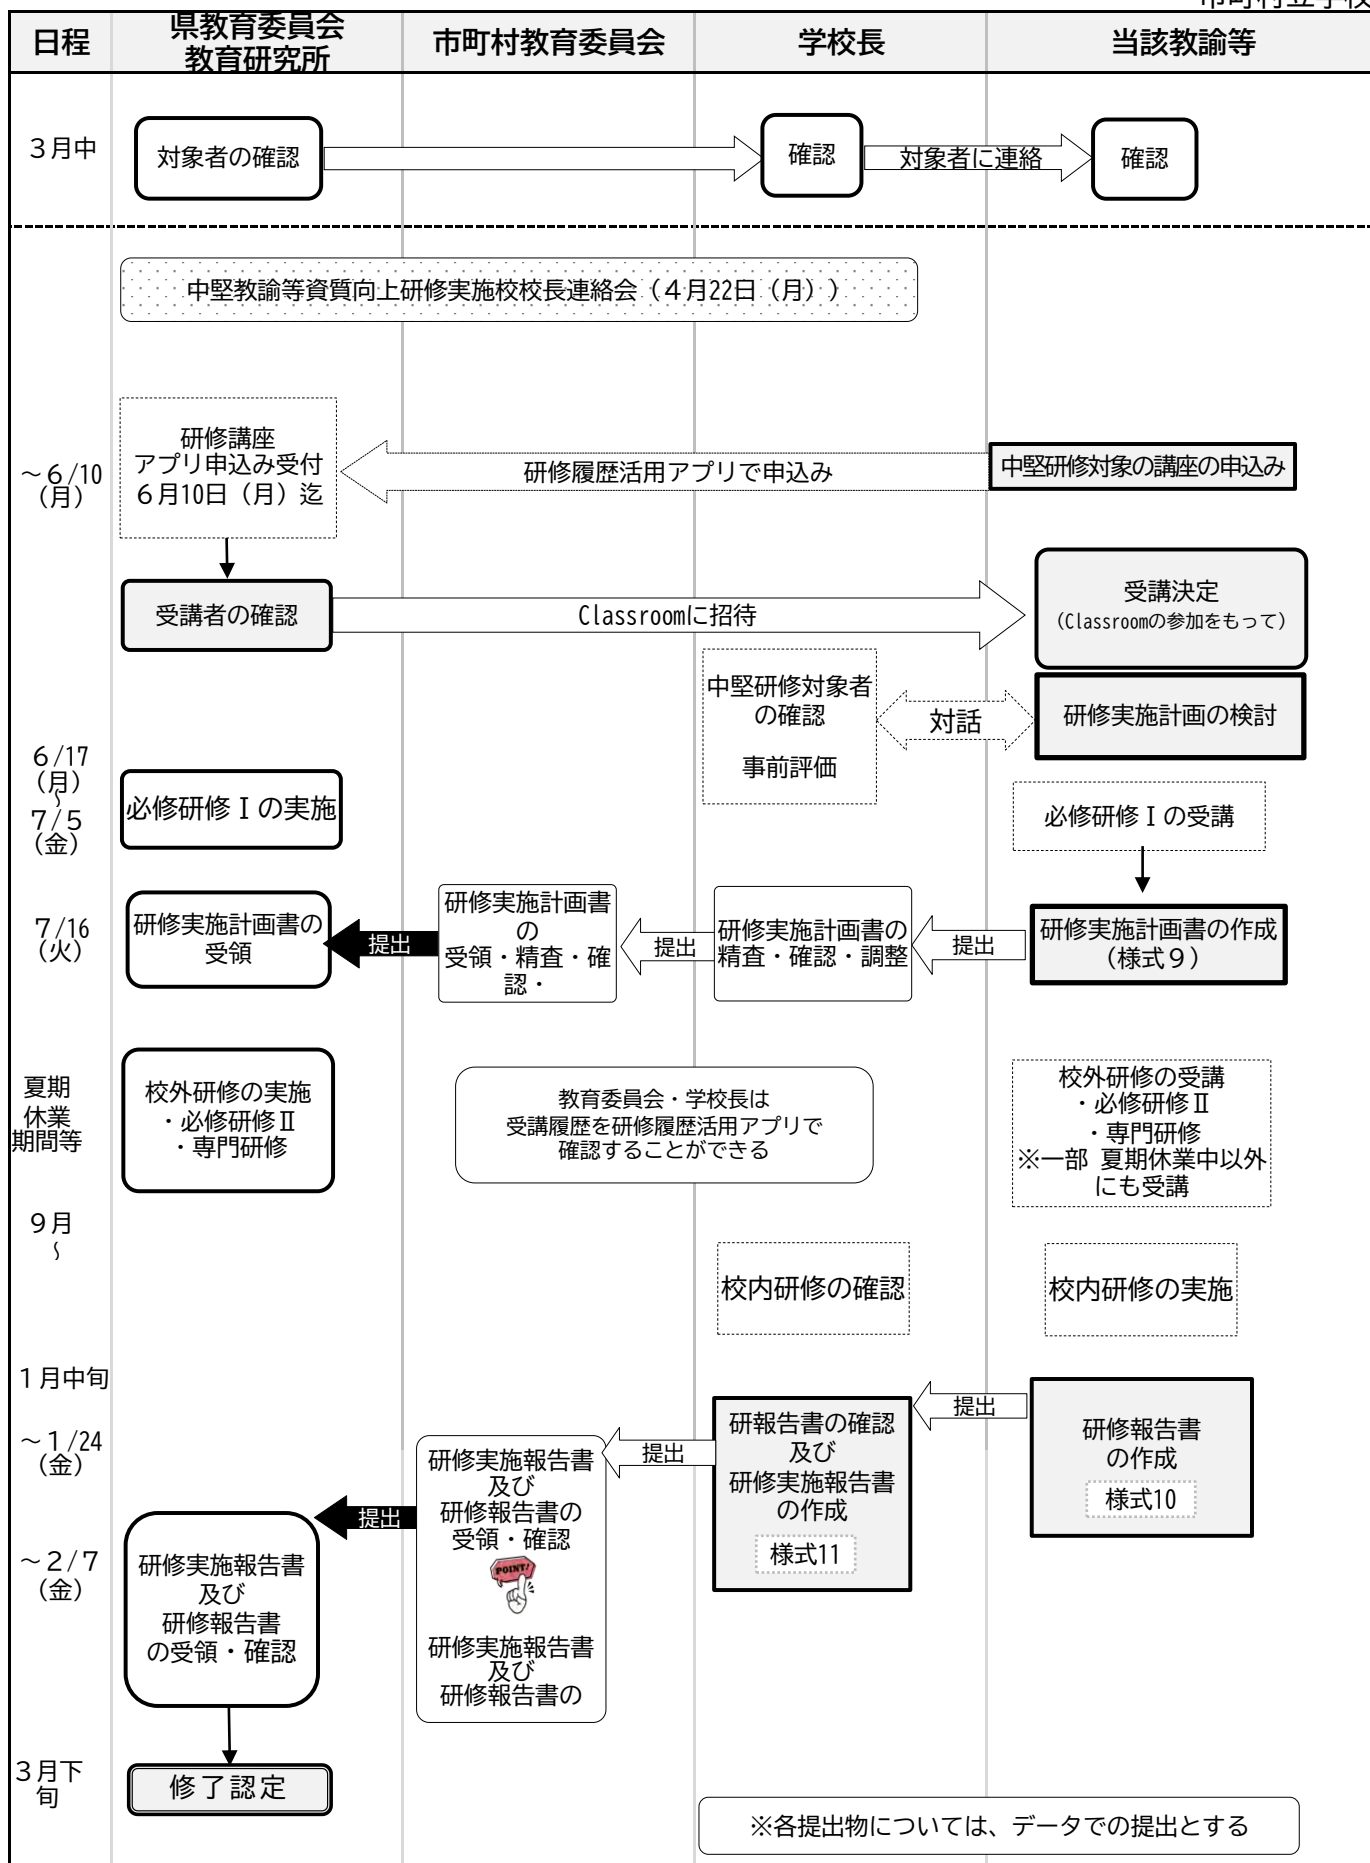 市町村立学校
日程
県教育委員会
教育研究所
市町村教育委員会
学校長
当該教諭等
３月中
対象者の確認
確認
対象者に連絡
確認
中堅教諭等資質向上研修実施校校長連絡会（４月22日（月））
～６/10
（月）
研修講座
アプリ申込み受付
６月10日（月）迄
研修履歴活用アプリで申込み
中堅研修対象の講座の申込み
受講者の確認
Classroomに招待
受講決定
（Classroomの参加をもって）
中堅研修対象者
の確認
事前評価
対話
研修実施計画の検討
６/17
（月）
～
７/５
（金）
必修研修Ⅰの実施
必修研修Ⅰの受講
７/16
（火）
研修実施計画書の
受領
提出
研修実施計画書
の
受領・精査・確
認・
提出
研修実施計画書の
精査・確認・調整
提出
研修実施計画書の作成
（様式９）
夏期
休業
期間等
校外研修の実施
・必修研修Ⅱ
・専門研修
教育委員会・学校長は
受講履歴を研修履歴活用アプリで
確認することができる
校外研修の受講
・必修研修Ⅱ
・専門研修
※一部 夏期休業中以外
にも受講
９月
～
校内研修の確認
校内研修の実施
１月中旬
提出
研修報告書
の作成
様式10
～１/24
（金）
研報告書の確認
及び
研修実施報告書
の作成
様式11
提出
研修実施報告書
及び
研修報告書の
受領・確認
POINT!
研修実施報告書
及び
研修報告書の
提出
～２/７
（金）
研修実施報告書
及び
研修報告書
の受領・確認
３月下
旬
修了認定
※各提出物については、データでの提出とする